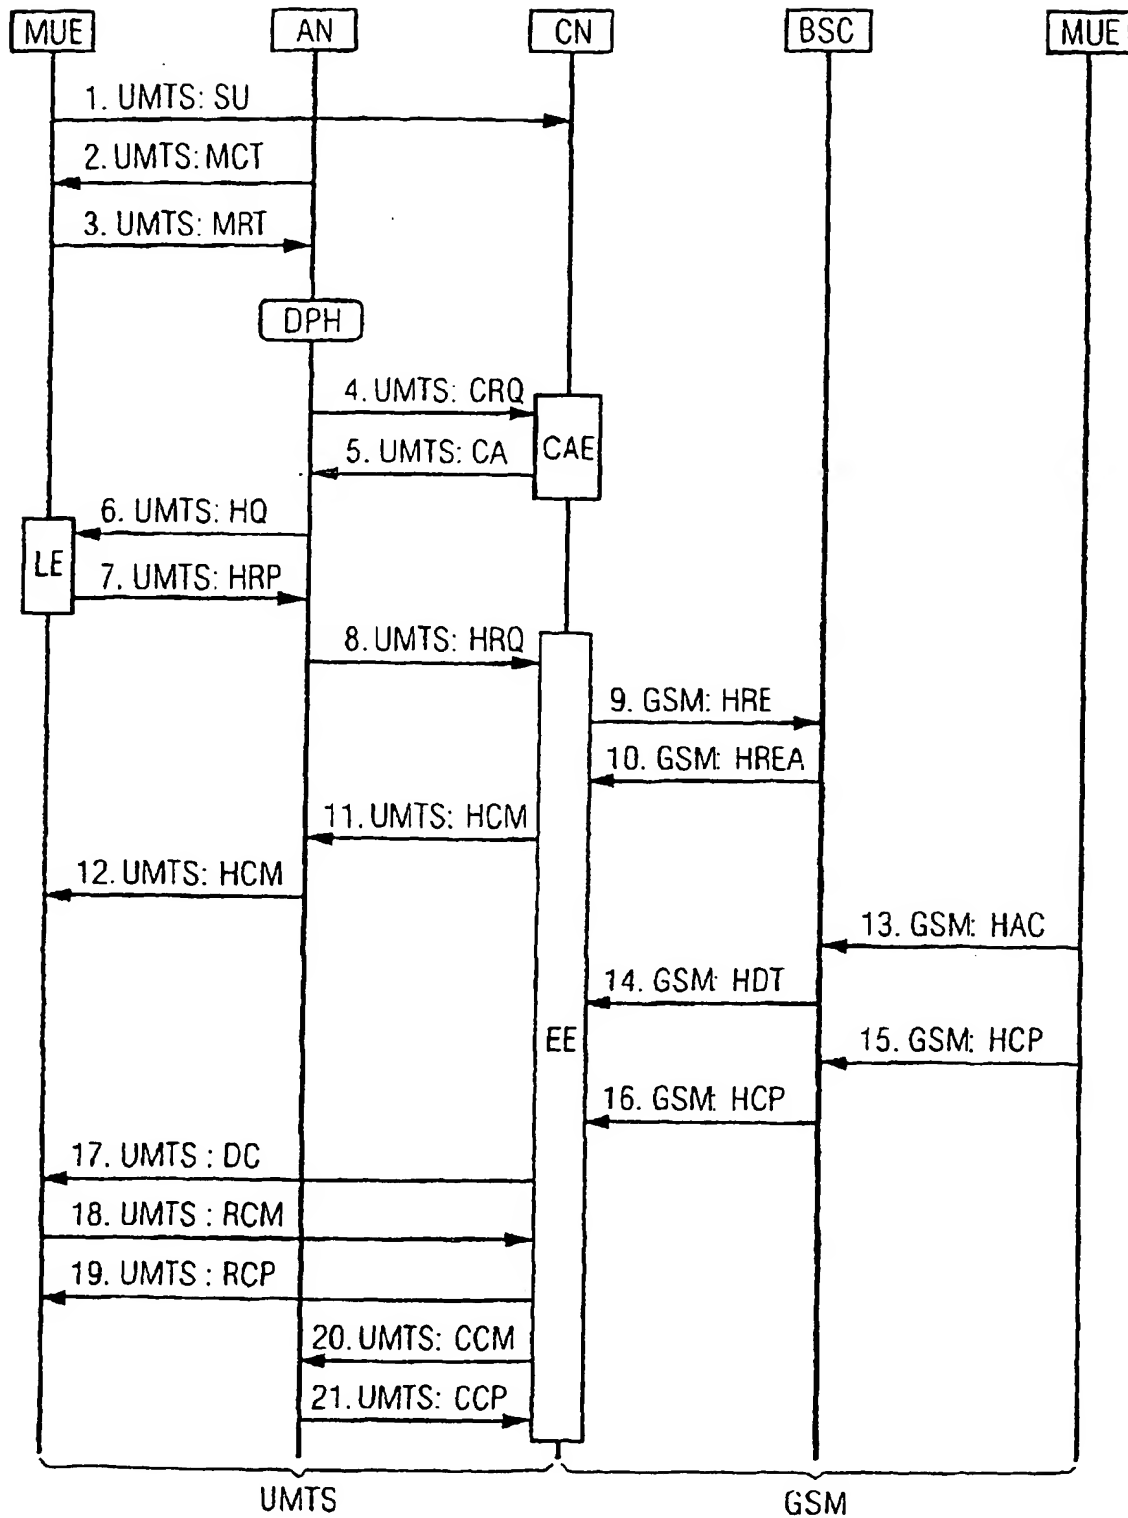 MUE AN CN BSC MUE
1. UMTS: SU
2. UMTS: MCT
3. UMTS: MRT
DPH
4. UMTS: CRQ
CAE
5. UMTS: CA
6. UMTS: HQ
LE
7. UMTS: HRP
8. UMTS: HRQ
9. GSM: HRE
10. GSM: HREA
11. UMTS: HCM
12. UMTS: HCM
13. GSM: HAC
14. GSM: HDT
EE
15. GSM: HCP
16. GSM: HCP
17. UMTS : DC
18. UMTS : RCM
19. UMTS : RCP
20. UMTS: CCM
21. UMTS: CCP
UMTS GSM